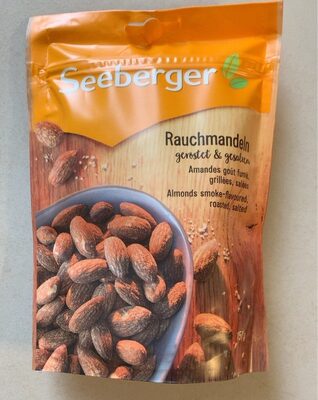 Seeberger
Rauchmandeln
geröstet & gesalzen
Amandes goût fumé,
grillées, salées
Almonds smoke-flavoured,
roasted, salted